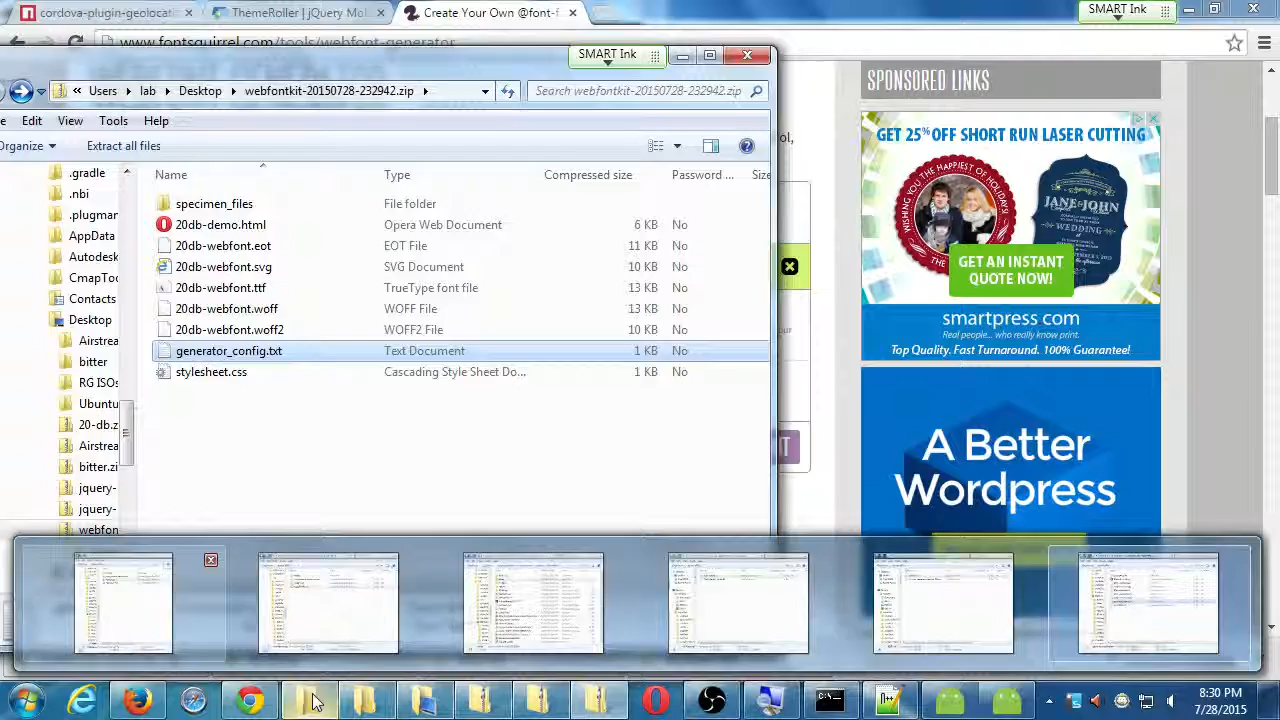 cordova-plugin-geolocat
ThemeRoller | jQuery Mol
Create Your Own @font-f
SMART Ink
www.fontsquirrel.com/tools/webfont-generator
SMART Ink
Users
lab
Desktop
webfontkit-20150728-232942.zip
Search webfontkit-20150728-232942.zip
Edit View Tools Help
Organize
Extract all files
Name Type Compressed size Password ... Size
.gradle
.nbi
.plugman
AppData
Autodesk
Contacts
Desktop
Airstrea
bitter
RG ISOs
Ubuntu
Airstrea
bitter.zi
jquery-
jquery-
webfon
specimen_files File folder
20db-demo.html Opera Web Document 6 KB No
20db-webfont.eot EOT File 11 KB No
20db-webfont.svg SVG Document 10 KB No
20db-webfont.ttf TrueType font file 13 KB No
20db-webfont.woff WOFF File 13 KB No
20db-webfont.woff2 WOFF2 File 10 KB No
generator_config.txt Text Document 1 KB No
stylesheet.css Cascading Style Sheet Do... 1 KB No
SPONSORED LINKS
GET 25% OFF SHORT RUN LASER CUTTING
WISHING YOU THE HAPPIEST OF HOLIDAYS!
JANE & JOHN
WEDDING
GET AN INSTANT
QUOTE NOW!
smartpress.com
Real people... who really know print.
Top Quality. Fast Turnaround. 100% Guarantee!
A Better
Wordpress
8:30 PM
7/28/2015